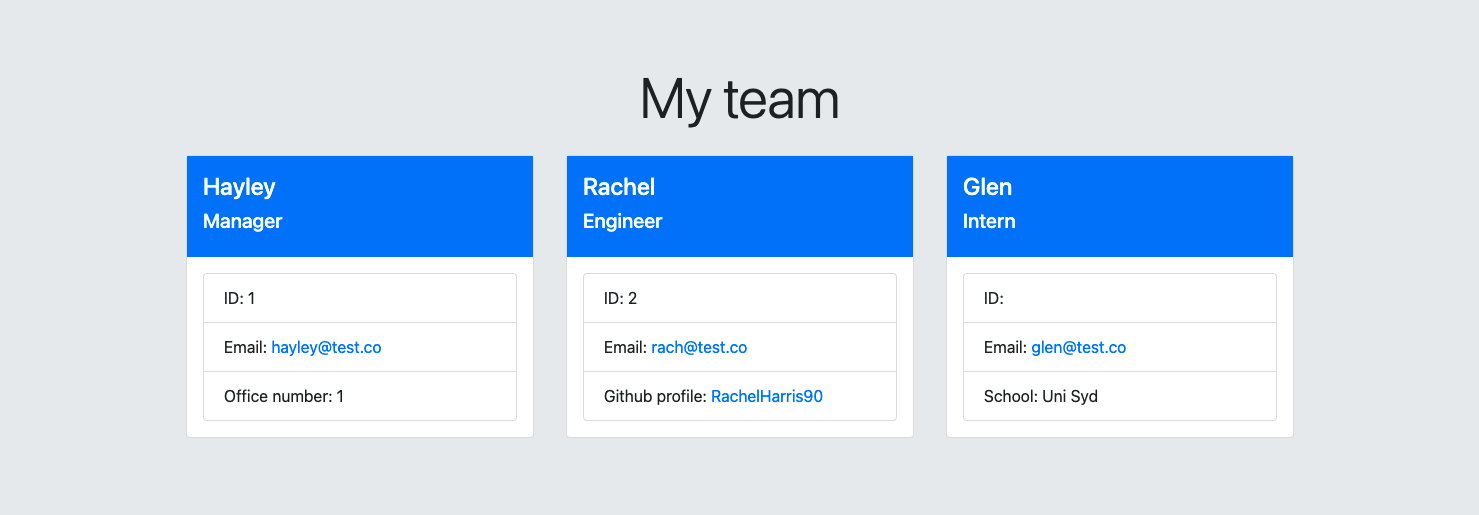 My team
Hayley
Manager
ID: 1
Email: hayley@test.co
Office number: 1
Rachel
Engineer
ID: 2
Email: rach@test.co
Github profile: RachelHarris90
Glen
Intern
ID:
Email: glen@test.co
School: Uni Syd